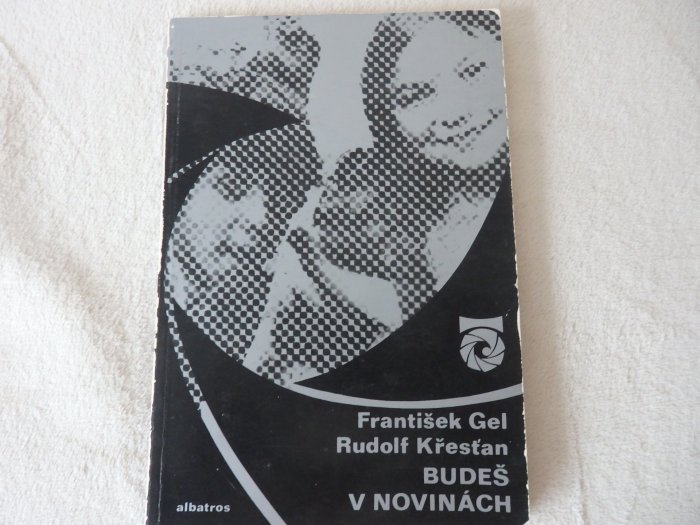 František Gel
Rudolf Křesťan
BUDEŠ
V NOVINÁCH
albatros